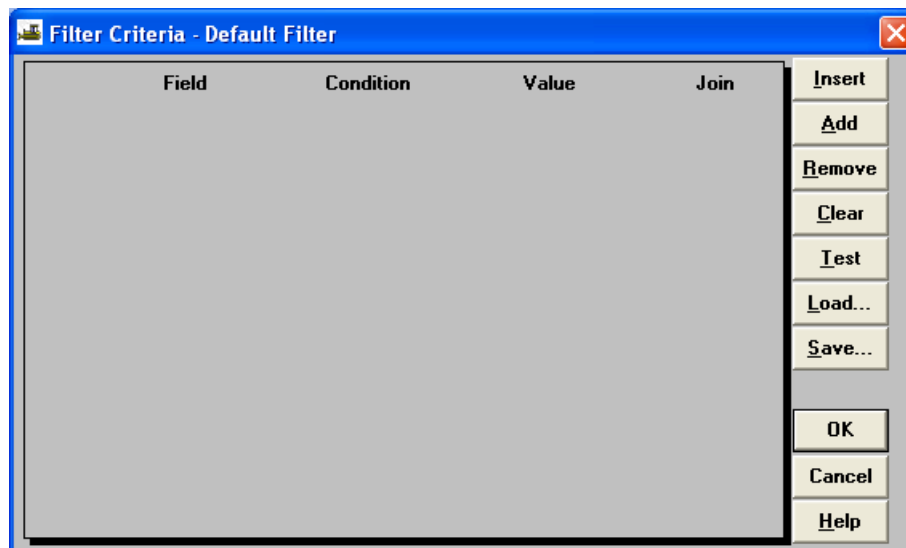 Filter Criteria - Default Filter
Field Condition Value Join
Insert
Add
Remove
Clear
Test
Load...
Save...
OK
Cancel
Help